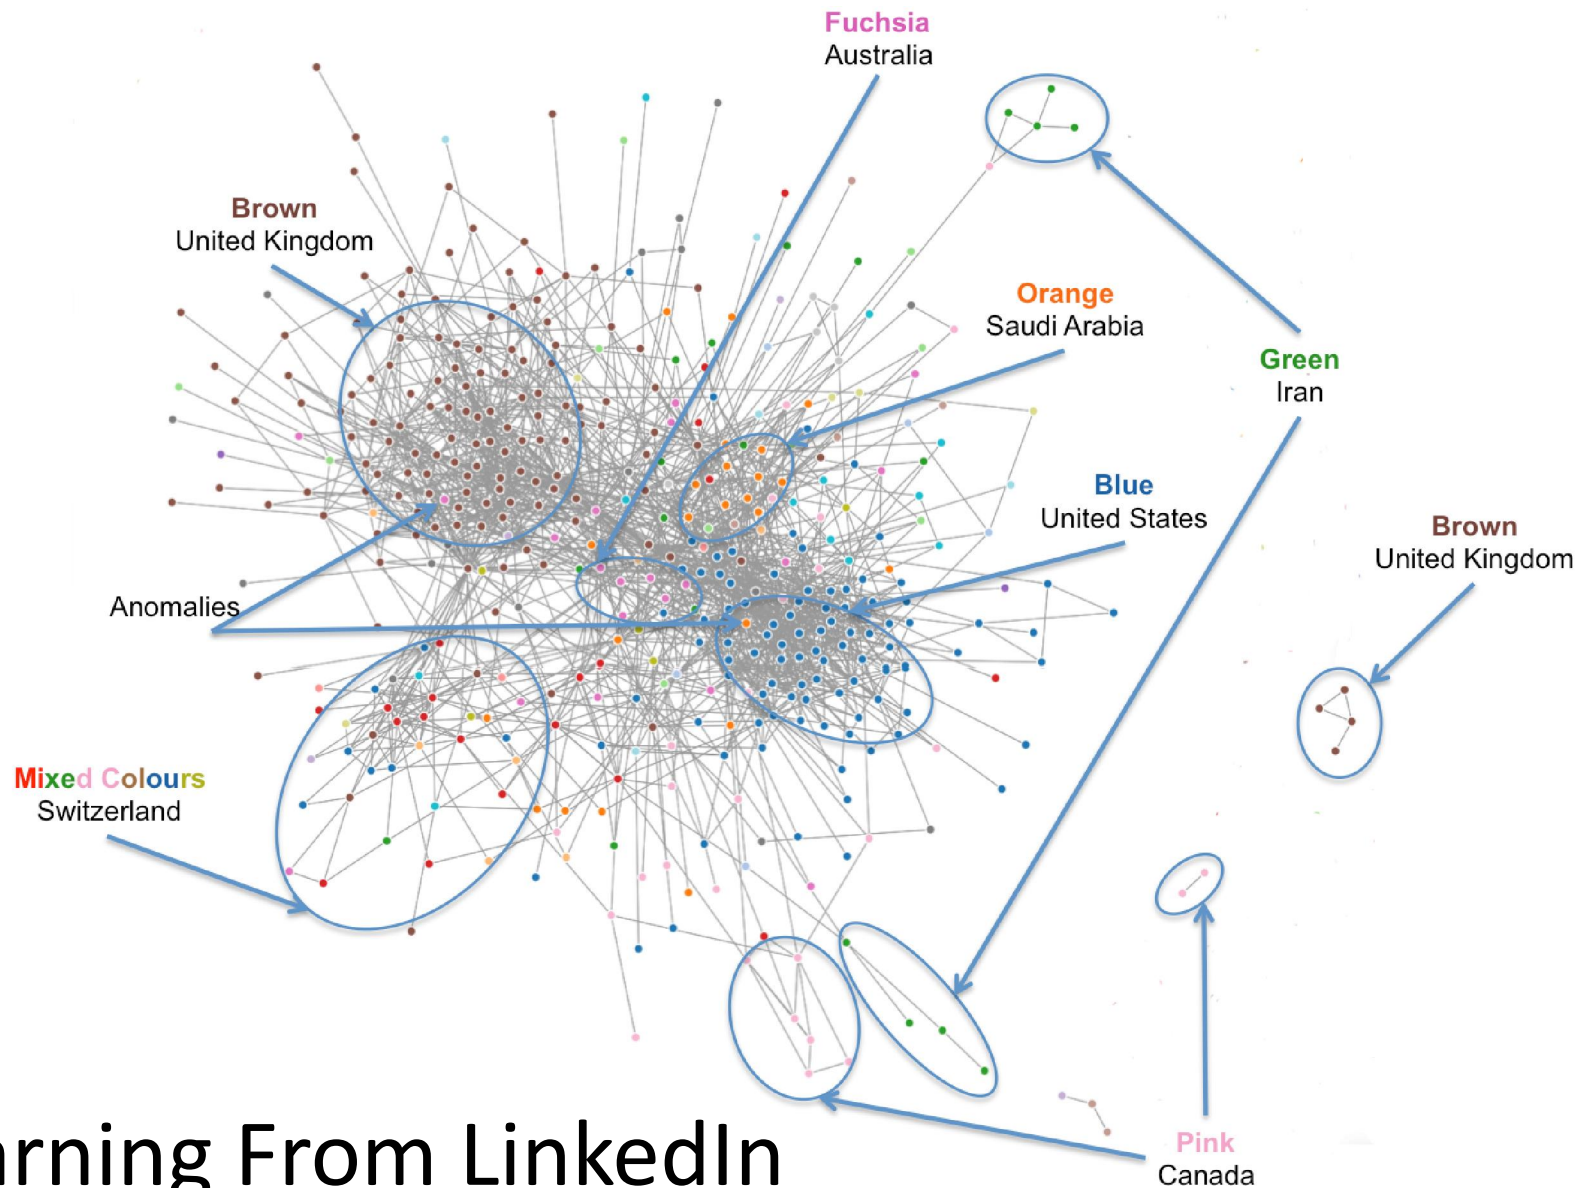 Fuchsia
Australia
Brown
United Kingdom
Orange
Saudi Arabia
Green
Iran
Blue
United States
Brown
United Kingdom
Anomalies
Mixed Colours
Switzerland
Pink
Canada
From LinkedIn